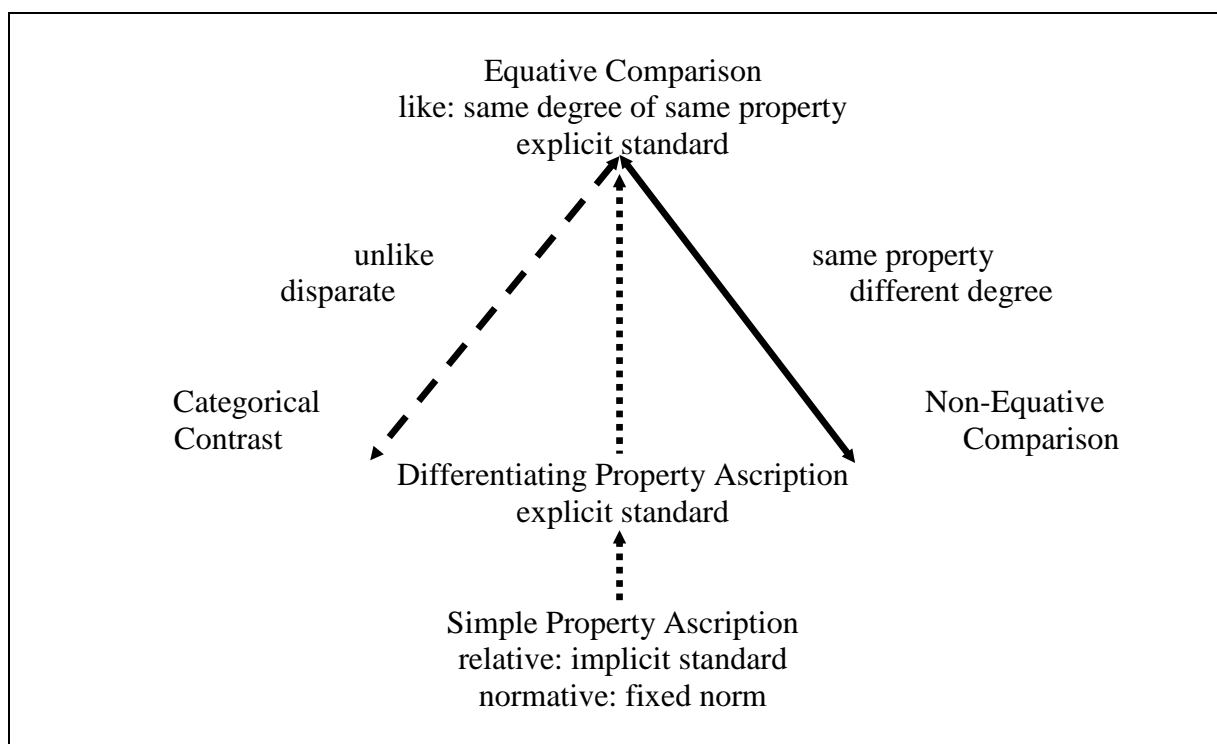 Equative Comparison
like: same degree of same property
explicit standard
unlike
disparate
same property
different degree
Categorical
Contrast
Non-Equative
Comparison
Differentiating Property Ascription
explicit standard
Simple Property Ascription
relative: implicit standard
normative: fixed norm